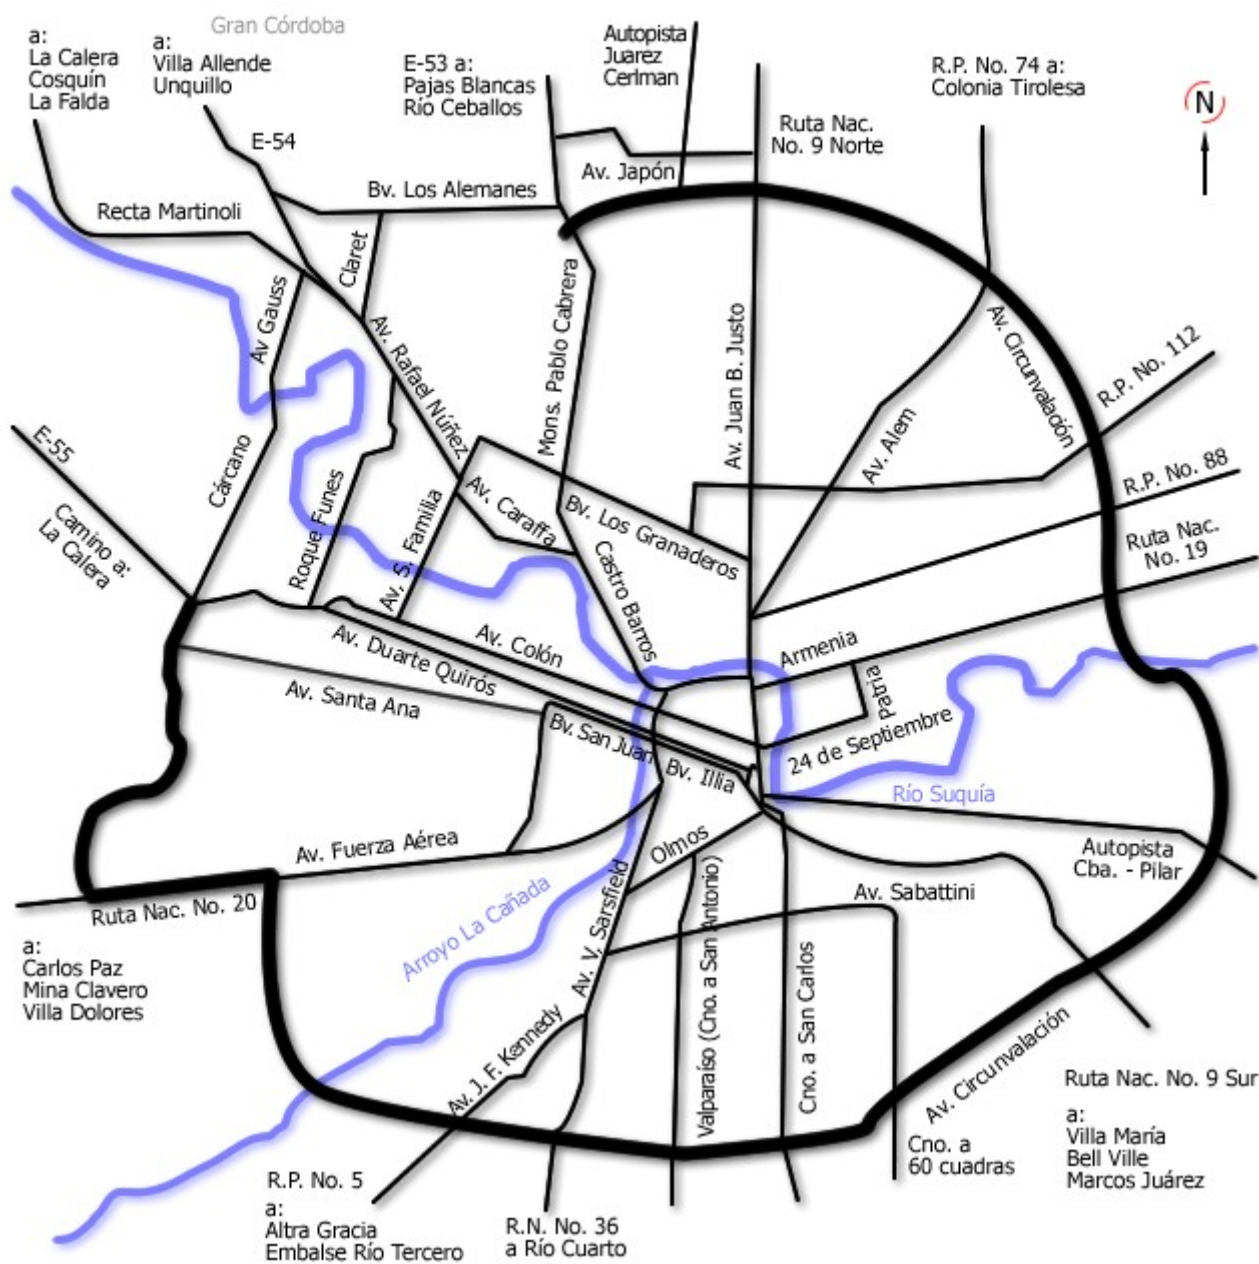 Gran Córdoba
a:
La Calera
Cosquín
La Falda
a:
Villa Allende
Unquillo
E-53 a:
Pajas Blancas
Río Ceballos
Autopista
Juarez
Cerlman
R.P. No. 74 a:
Colonia Tirolesa
N
E-54
Ruta Nac.
No. 9 Norte
Av. Japón
Bv. Los Alemanes
Recta Martinoli
Claret
Av Gauss
Av. Rafael Núñez
Mons. Pablo Cabrera
Av. Juan B. Justo
Av. Circunvalación
R.P. No. 112
Av. Alem
E-55
Cárcano
Camino a:
La Calera
Roque Funes
Av. S. Familia
Av. Caraffa
Bv. Los Granaderos
R.P. No. 88
Ruta Nac.
No. 19
Castro Barros
Av. Colón
Armenia
Av. Duarte Quirós
Patria
Av. Santa Ana
Bv. San Juan
Bv. Illia
24 de Septiembre
Río Suquía
Av. Fuerza Aérea
Olmos
Autopista
Cba. - Pilar
Ruta Nac. No. 20
Av. Sabattini
Arroyo La Cañada
Av. V. Sarsfield
Valparaíso (Cno. a San Antonio)
Cno. a San Carlos
a:
Carlos Paz
Mina Clavero
Villa Dolores
Av. J. F. Kennedy
Av. Circunvalación
Ruta Nac. No. 9 Sur
a:
Villa María
Bell Ville
Marcos Juárez
Cno. a
60 cuadras
R.P. No. 5
a:
Altra Gracia
Embalse Río Tercero
R.N. No. 36
a Río Cuarto